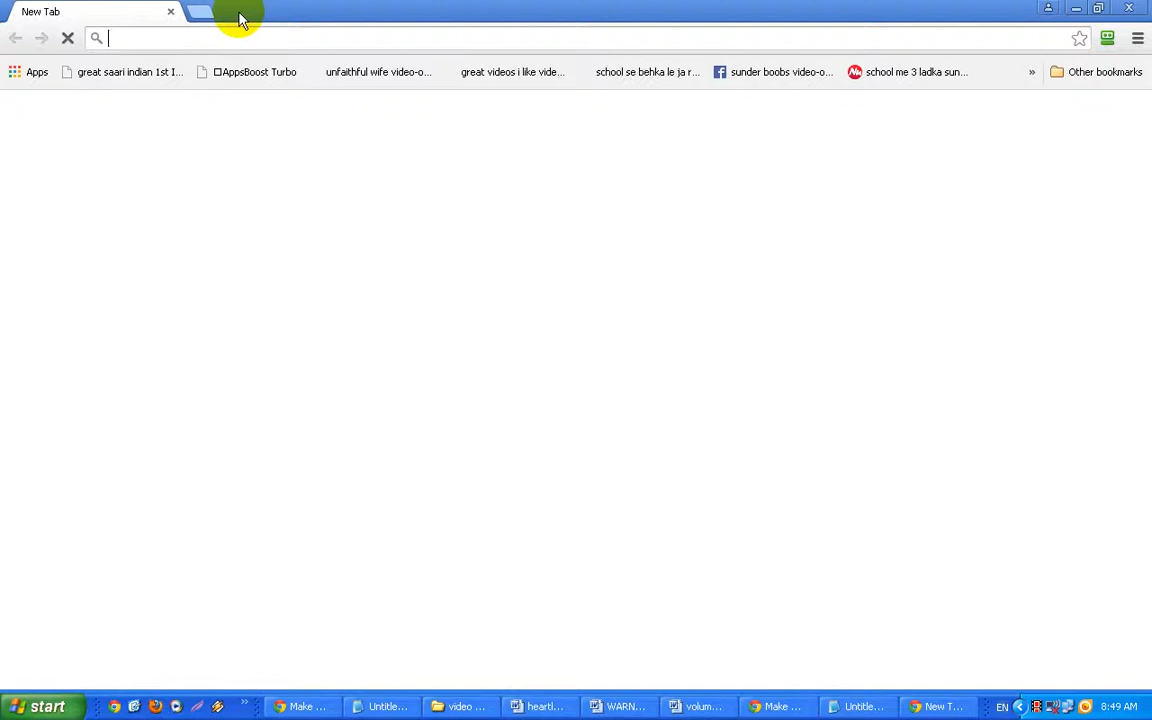 New Tab
Apps great saari indian 1st I... □AppsBoost Turbo unfaithful wife video-o... great videos i like vide... school se behka le ja r... sunder boobs video-o... school me 3 ladka sun... » Other bookmarks
start Make ... Untitle... video ... heartl... WARN... volum... Make ... Untitle... New T... EN 8:49 AM